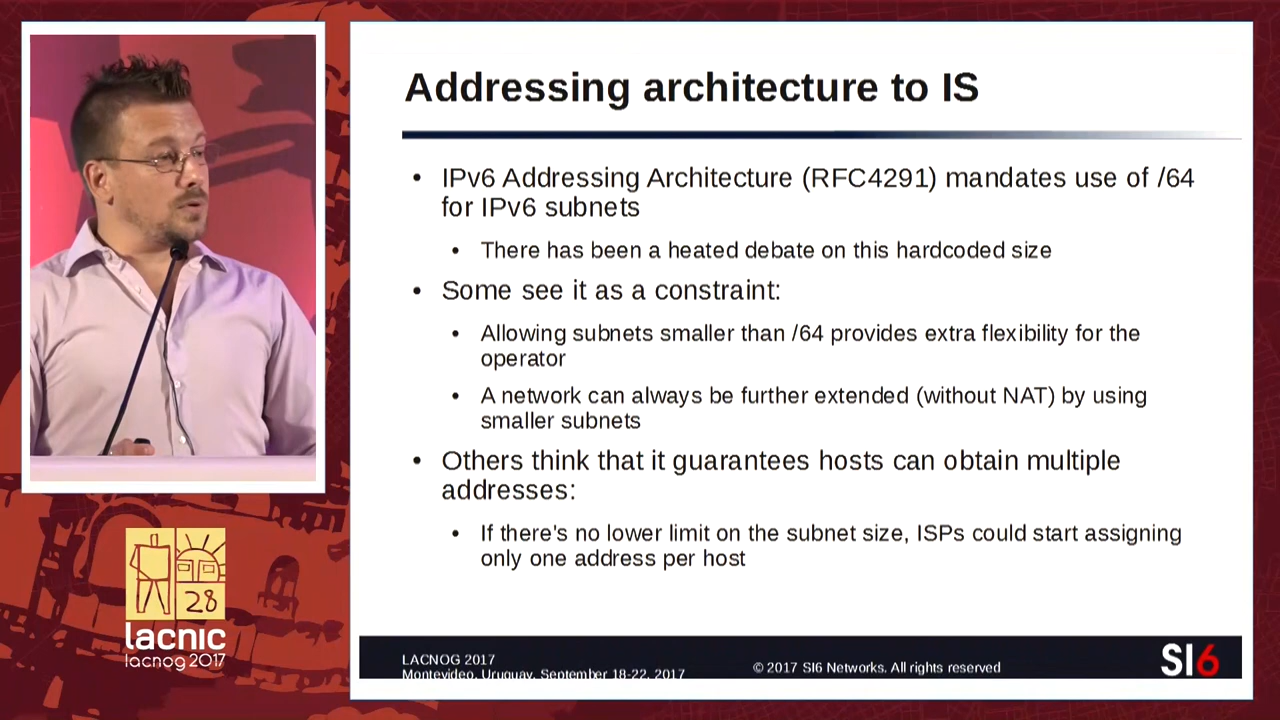 Addressing architecture to IS
• IPv6 Addressing Architecture (RFC4291) mandates use of /64
for IPv6 subnets
• There has been a heated debate on this hardcoded size
• Some see it as a constraint:
• Allowing subnets smaller than /64 provides extra flexibility for the
operator
• A network can always be further extended (without NAT) by using
smaller subnets
• Others think that it guarantees hosts can obtain multiple
addresses:
• If there's no lower limit on the subnet size, ISPs could start assigning
only one address per host
28
lacnic
lacnog 2017
LACNOG 2017
Montevideo, Uruguay, September 18-22, 2017
© 2017 SI6 Networks. All rights reserved
SI6